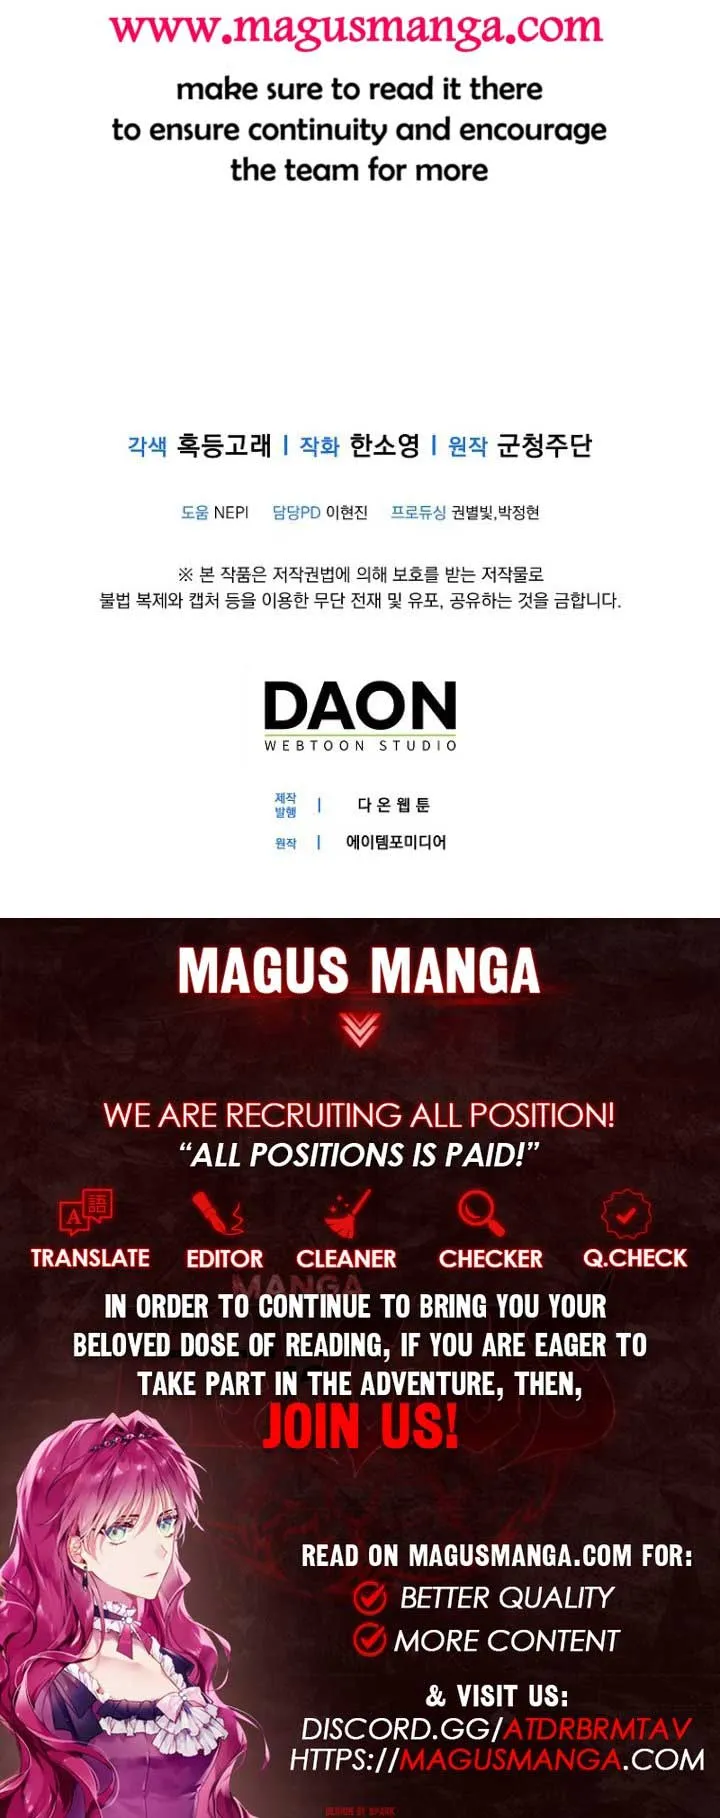 www.magusmanga.com
make sure to read it there
to ensure continuity and encourage
the team for more
각색 혹등고래 | 작화 한소영 | 원작 군청주단
도움 NEPI 담당PD 이현진 프로듀싱 권별빛,박정현
※ 본 작품은 저작권법에 의해 보호를 받는 저작물로
불법 복제와 캡처 등을 이용한 무단 전재 및 유포, 공유하는 것을 금합니다.
DAON
WEBTOON STUDIO
제작
발행 | 다온웹툰
원작 | 에이템포미디어
MAGUS MANGA
WE ARE RECRUITING ALL POSITION!
“ALL POSITIONS IS PAID!”
A 語
TRANSLATE EDITOR CLEANER CHECKER Q.CHECK
MANGA
IN ORDER TO CONTINUE TO BRING YOU YOUR
BELOVED DOSE OF READING, IF YOU ARE EAGER TO
TAKE PART IN THE ADVENTURE, THEN,
JOIN US!
READ ON MAGUSMANGA.COM FOR:
BETTER QUALITY
MORE CONTENT
& VISIT US:
DISCORD.GG/ATDRBRMTAV
HTTPS://MAGUSMANGA.COM
DESIGN BY SPARK